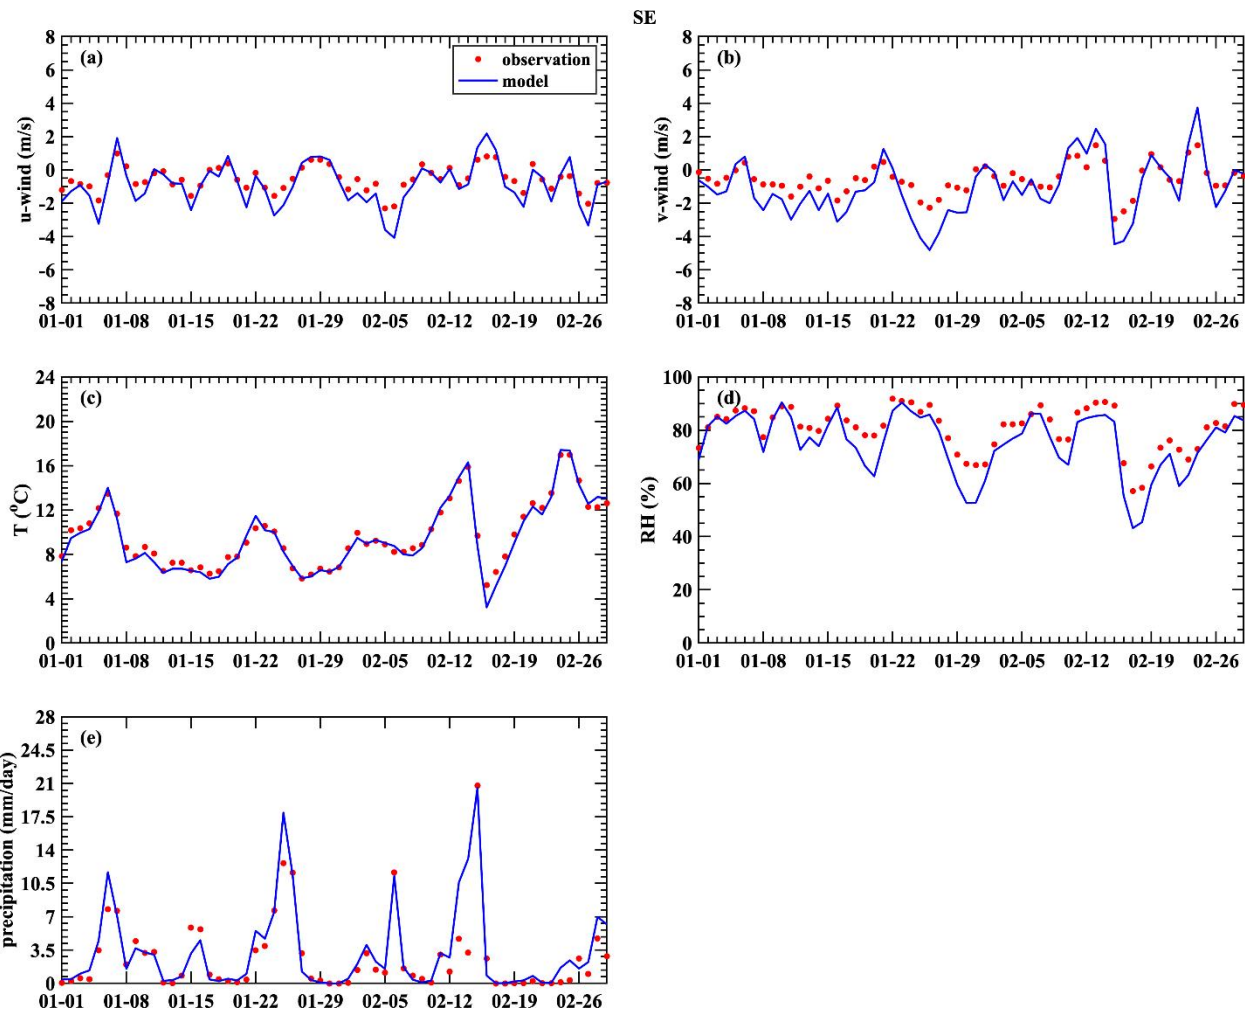 SE
(a)
observation
model
u-wind (m/s)
8
6
4
2
0
-2
-4
-6
-8
01-01 01-08 01-15 01-22 01-29 02-05 02-12 02-19 02-26
(b)
v-wind (m/s)
8
6
4
2
0
-2
-4
-6
-8
01-01 01-08 01-15 01-22 01-29 02-05 02-12 02-19 02-26
(c)
T (°C)
24
20
16
12
8
4
0
01-01 01-08 01-15 01-22 01-29 02-05 02-12 02-19 02-26
(d)
RH (%)
100
80
60
40
20
0
01-01 01-08 01-15 01-22 01-29 02-05 02-12 02-19 02-26
(e)
precipitation (mm/day)
28
24.5
21
17.5
14
10.5
7
3.5
0
01-01 01-08 01-15 01-22 01-29 02-05 02-12 02-19 02-26